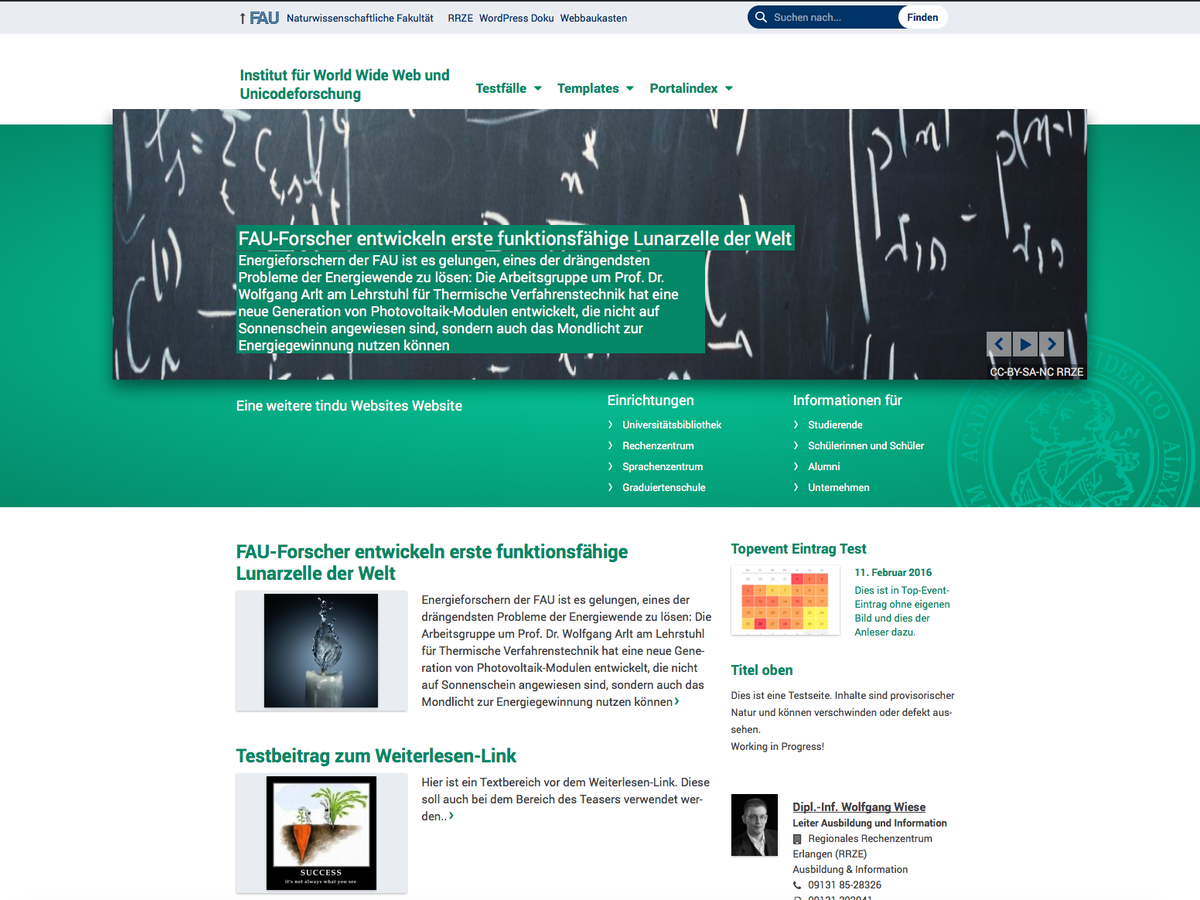 FAU Naturwissenschaftliche Fakultät RRZE WordPress Doku Webbaukasten
Suchen nach... Finden
Institut für World Wide Web und
Unicodeforschung
Testfälle Templates Portalindex
FAU-Forscher entwickeln erste funktionsfähige Lunarzelle der Welt
Energieforschern der FAU ist es gelungen, eines der drängendsten
Probleme der Energiewende zu lösen: Die Arbeitsgruppe um Prof. Dr.
Wolfgang Arlt am Lehrstuhl für Thermische Verfahrenstechnik hat eine
neue Generation von Photovoltaik-Modulen entwickelt, die nicht auf
Sonnenschein angewiesen sind, sondern auch das Mondlicht zur
Energiegewinnung nutzen können
CC-BY-SA-NC RRZE
Eine weitere tindu Websites Website
Einrichtungen
Universitätsbibliothek
Rechenzentrum
Sprachenzentrum
Graduiertenschule
Informationen für
Studierende
Schülerinnen und Schüler
Alumni
Unternehmen
FAU-Forscher entwickeln erste funktionsfähige
Lunarzelle der Welt
Energieforschern der FAU ist es gelungen, eines der
drängendsten Probleme der Energiewende zu lösen: Die
Arbeitsgruppe um Prof. Dr. Wolfgang Arlt am Lehrstuhl
für Thermische Verfahrenstechnik hat eine neue Gene-
ration von Photovoltaik-Modulen entwickelt, die nicht
auf Sonnenschein angewiesen sind, sondern auch das
Mondlicht zur Energiegewinnung nutzen können
Testbeitrag zum Weiterlesen-Link
Hier ist ein Textbereich vor dem Weiterlesen-Link. Diese
soll auch bei dem Bereich des Teasers verwendet wer-
den..
SUCCESS
it's not always what you see
Topevent Eintrag Test
11. Februar 2016
Dies ist in Top-Event-
Eintrag ohne eigenen
Bild und dies der
Anleser dazu.
Titel oben
Dies ist eine Testseite. Inhalte sind provisorischer
Natur und können verschwinden oder defekt aus-
sehen.
Working in Progress!
Dipl.-Inf. Wolfgang Wiese
Leiter Ausbildung und Information
Regionales Rechenzentrum
Erlangen (RRZE)
Ausbildung & Information
09131 85-28326